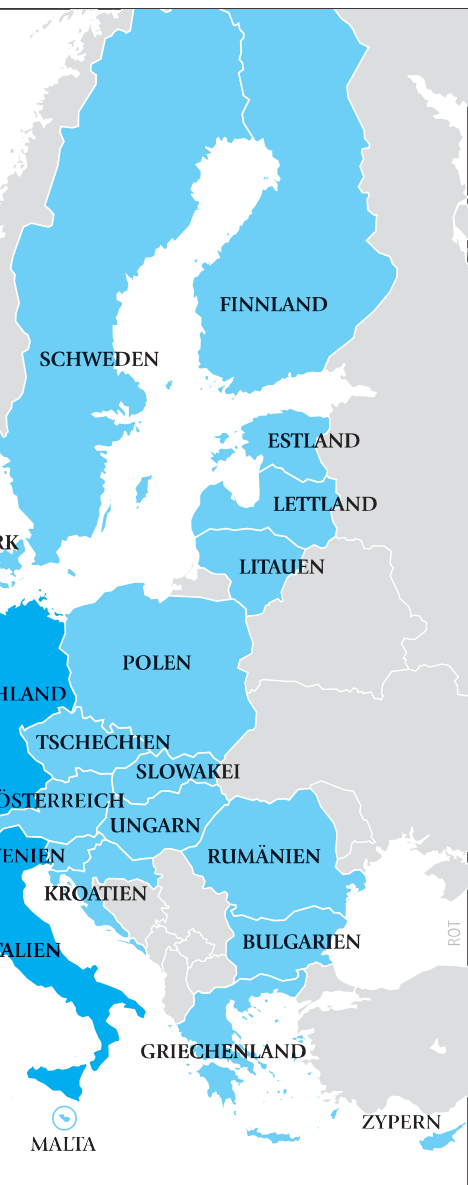 FINNLAND
SCHWEDEN
ESTLAND
LETTLAND
RK
LITAUEN
POLEN
HLAND
TSCHECHIEN
SLOWAKEI
ÖSTERREICH
UNGARN
ENIEN
RUMÄNIEN
KROATIEN
ROT
BULGARIEN
TALIEN
GRIECHENLAND
ZYPERN
MALTA